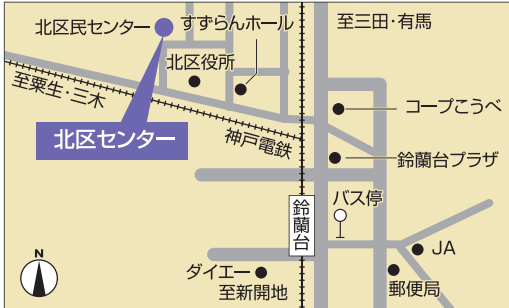 北区民センター
すずらんホール
至三田・有馬
北区役所
至粟生・三木
コープこうべ
北区センター
神戸電鉄
鈴蘭台プラザ
バス停
鈴蘭台
JA
ダイエー
郵便局
至新開地
N